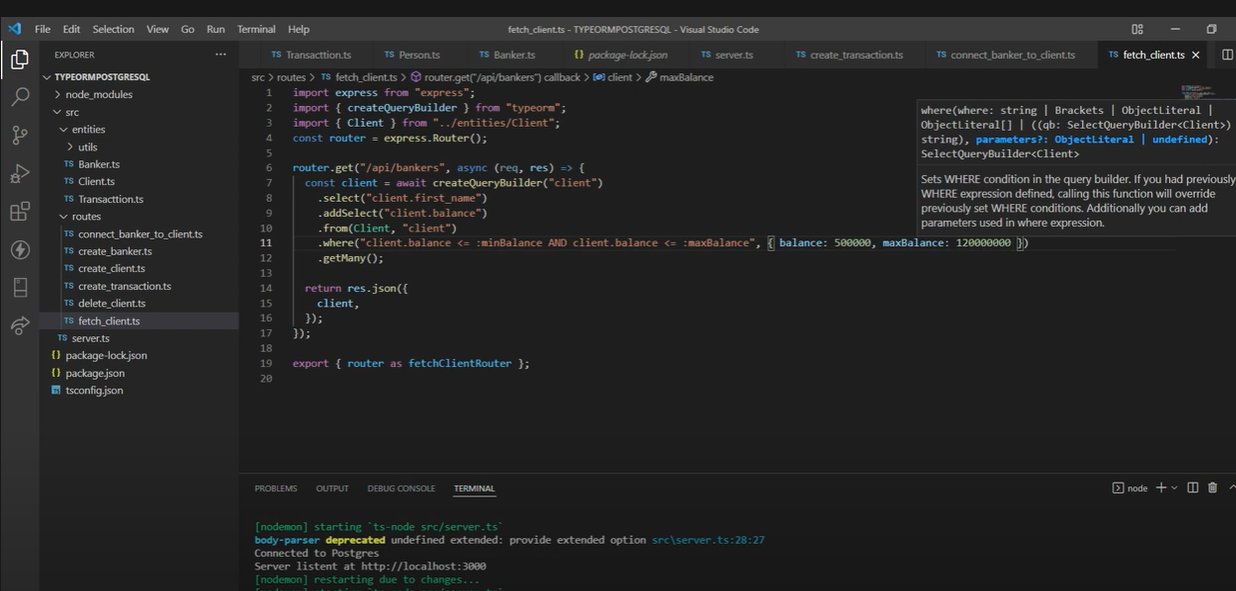 File Edit Selection View Go Run Terminal Help
fetch_client.ts - TYPEORMPOSTGRESQL - Visual Studio Code
EXPLORER ···
TYPEORMPOSTGRESQL
node_modules
src
entities
utils
TS Banker.ts
TS Client.ts
TS Transacttion.ts
routes
TS connect_banker_to_client.ts
TS create_banker.ts
TS create_client.ts
TS create_transaction.ts
TS delete_client.ts
TS fetch_client.ts
TS server.ts
{} package-lock.json
{} package.json
tsconfig.json
TS Transacttion.ts TS Person.ts TS Banker.ts {} package-lock.json TS server.ts TS create_transaction.ts TS connect_banker_to_client.ts TS fetch_client.ts
src > routes > TS fetch_client.ts > router.get("/api/bankers") callback > client > maxBalance
1 import express from "express";
2 import { createQueryBuilder } from "typeorm";
3 import { Client } from "../entities/Client";
4 const router = express.Router();
5
6 router.get("/api/bankers", async (req, res) => {
7 const client = await createQueryBuilder("client")
8 .select("client.first_name")
9 .addSelect("client.balance")
10 .from(Client, "client")
11 .where("client.balance <= :minBalance AND client.balance <= :maxBalance", { balance: 500000, maxBalance: 120000000 })
12 .getMany();
13
14 return res.json({
15 client,
16 });
17 });
18
19 export { router as fetchClientRouter };
20
where(where: string | Brackets | ObjectLiteral |
ObjectLiteral[] | ((qb: SelectQueryBuilder<Client>)
string), parameters?: ObjectLiteral | undefined):
SelectQueryBuilder<Client>
Sets WHERE condition in the query builder. If you had previously
WHERE expression defined, calling this function will override
previously set WHERE conditions. Additionally you can add
parameters used in where expression.
PROBLEMS OUTPUT DEBUG CONSOLE TERMINAL
node
[nodemon] starting `ts-node src/server.ts`
body-parser deprecated undefined extended: provide extended option src\server.ts:28:27
Connected to Postgres
Server listent at http://localhost:3000
[nodemon] restarting due to changes...
[nodemon] starting `ts-node src/server.ts`